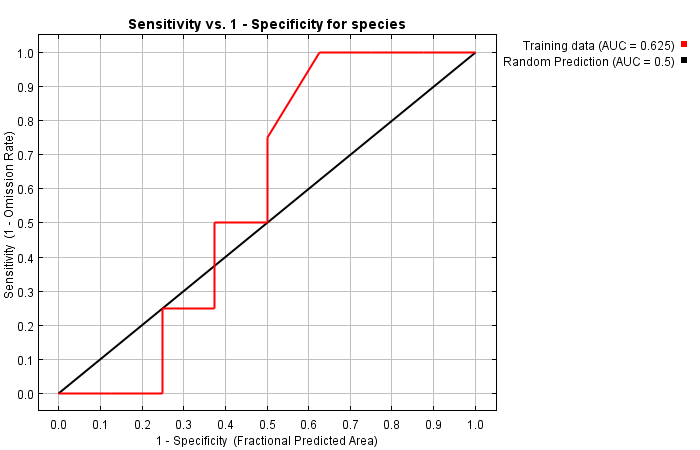 Sensitivity vs. 1 - Specificity for species
Training data (AUC = 0.625)
Random Prediction (AUC = 0.5)
Sensitivity (1 - Omission Rate)
1.0
0.9
0.8
0.7
0.6
0.5
0.4
0.3
0.2
0.1
0.0
0.0 0.1 0.2 0.3 0.4 0.5 0.6 0.7 0.8 0.9 1.0
1 - Specificity (Fractional Predicted Area)